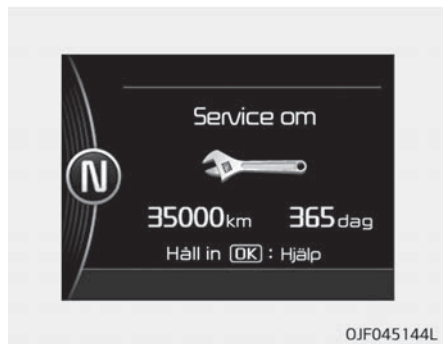 Service om
N
35000km 365dag
Håll in [OK] : Hjälp
OJF045144L